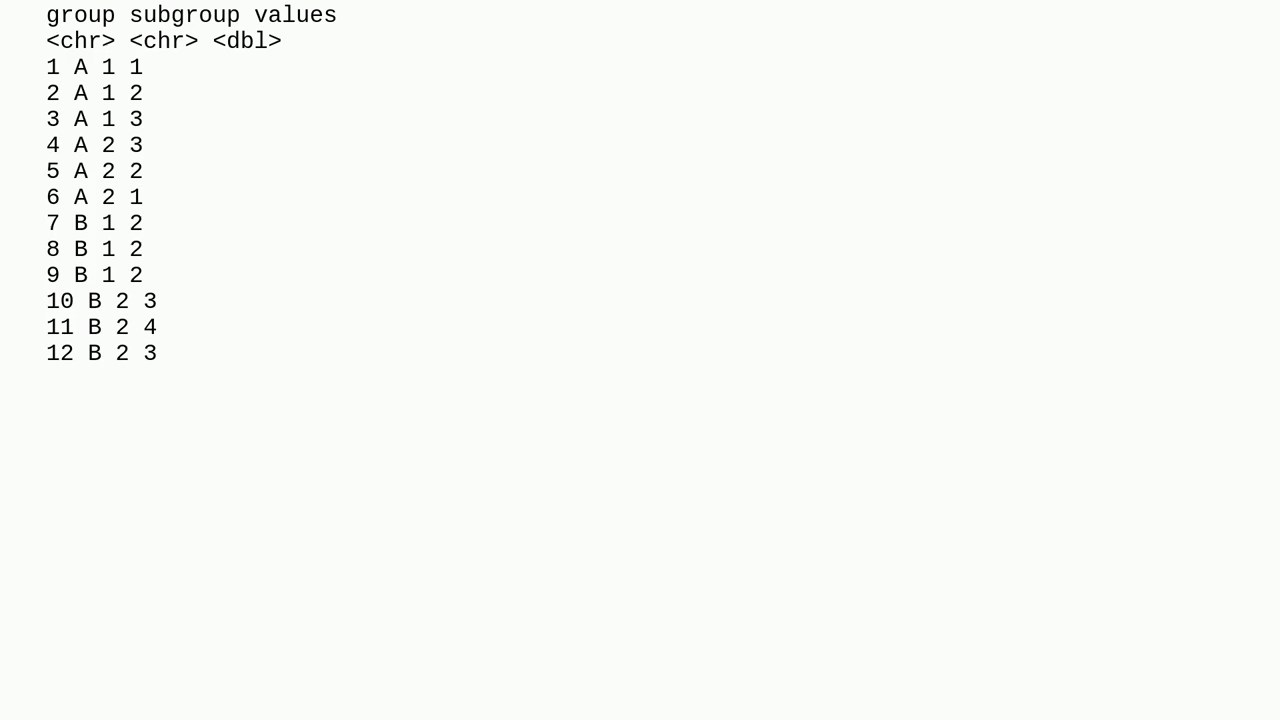 group subgroup values
<chr> <chr> <dbl>
1 A 1 1
2 A 1 2
3 A 1 3
4 A 2 3
5 A 2 2
6 A 2 1
7 B 1 2
8 B 1 2
9 B 1 2
10 B 2 3
11 B 2 4
12 B 2 3